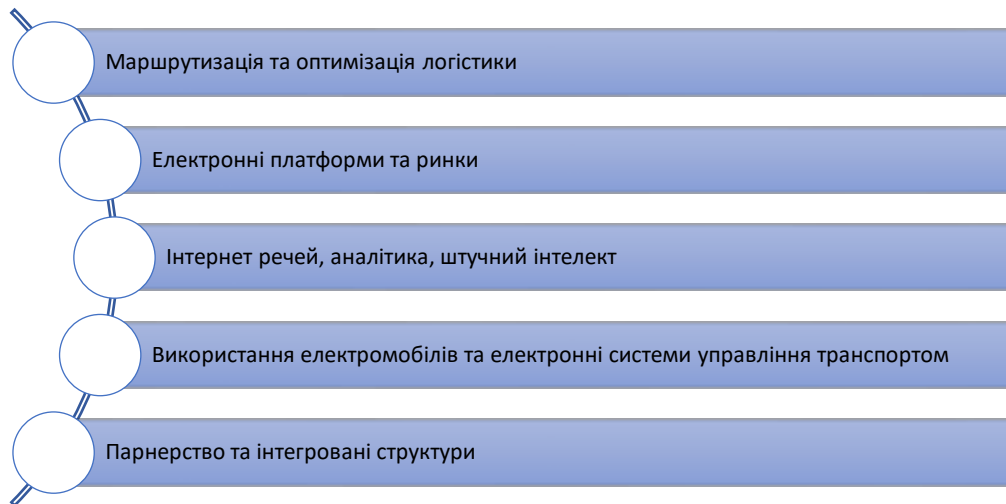 Маршрутизація та оптимізація логістики
Електронні платформи та ринки
Інтернет речей, аналітика, штучний інтелект
Використання електромобілів та електронні системи управління транспортом
Парнерство та інтегровані структури